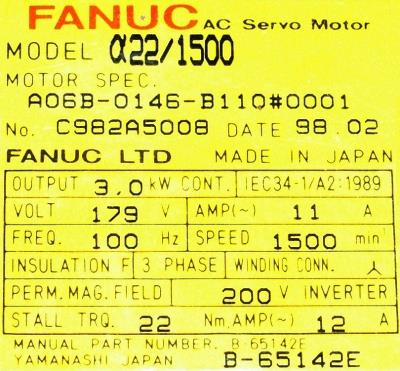 FANUC AC Servo Motor
MODEL α22/1500
MOTOR SPEC.
A06B-0146-B110#0001
No. C982A5008 DATE 98.02
FANUC LTD MADE IN JAPAN
OUTPUT 3.0 kW CONT. IEC34-1/A2:1989
VOLT 179 V AMP(~) 11 A
FREQ. 100 Hz SPEED 1500 min⁻¹
INSULATION F 3 PHASE WINDING CONN. 人
PERM. MAG. FIELD 200 V INVERTER
STALL TRQ. 22 Nm, AMP(~) 12 A
MANUAL PART NUMBER. B-65142E
YAMANASHI JAPAN B-65142E